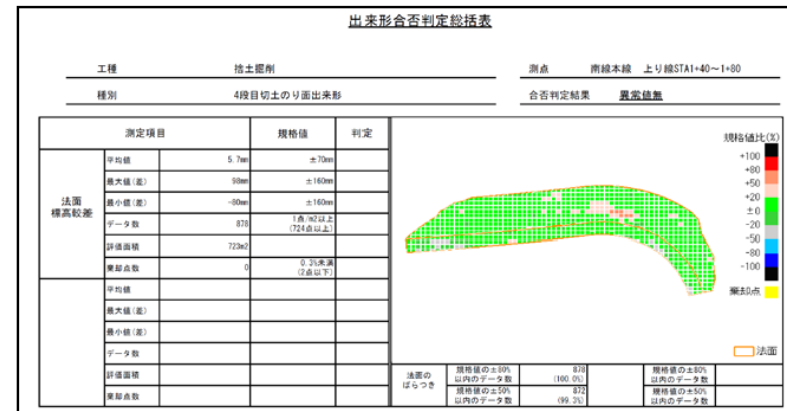 出来形合否判定総括表
工種 捨土掘削 測点 南線本線 上り線STA1+40～1+80
種別 4段目切土のり面出来形 合否判定結果 異常値無
測定項目 規格値 判定
法面
標高較差
平均値 5.7mm ±70mm
最大値(差) 98mm ±160mm
最小値(差) -80mm ±160mm
データ数 878 1点/m2以上
(724点以上)
評価面積 723m2
棄却点数 0 0.3%未満
(2点以下)
平均値
最大値(差)
最小値(差)
データ数
評価面積
棄却点数
規格値比(%)
+100
+80
+50
+20
±0
-20
-50
-80
-100
棄却点
法面
法面の
ばらつき
規格値の±80%
以内のデータ数
878
(100.0%)
規格値の±50%
以内のデータ数
872
(99.3%)
規格値の±80%
以内のデータ数
規格値の±50%
以内のデータ数